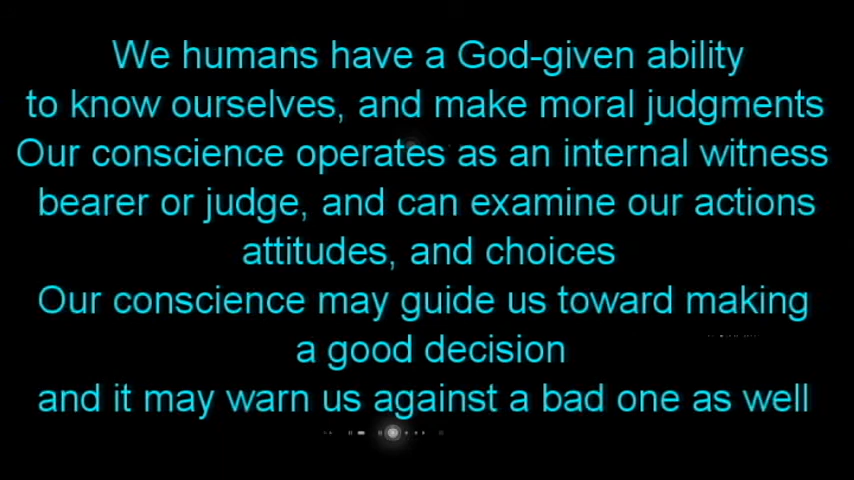 We humans have a God-given ability
to know ourselves, and make moral judgments
Our conscience operates as an internal witness
bearer or judge, and can examine our actions
attitudes, and choices
Our conscience may guide us toward making
a good decision
and it may warn us against a bad one as well